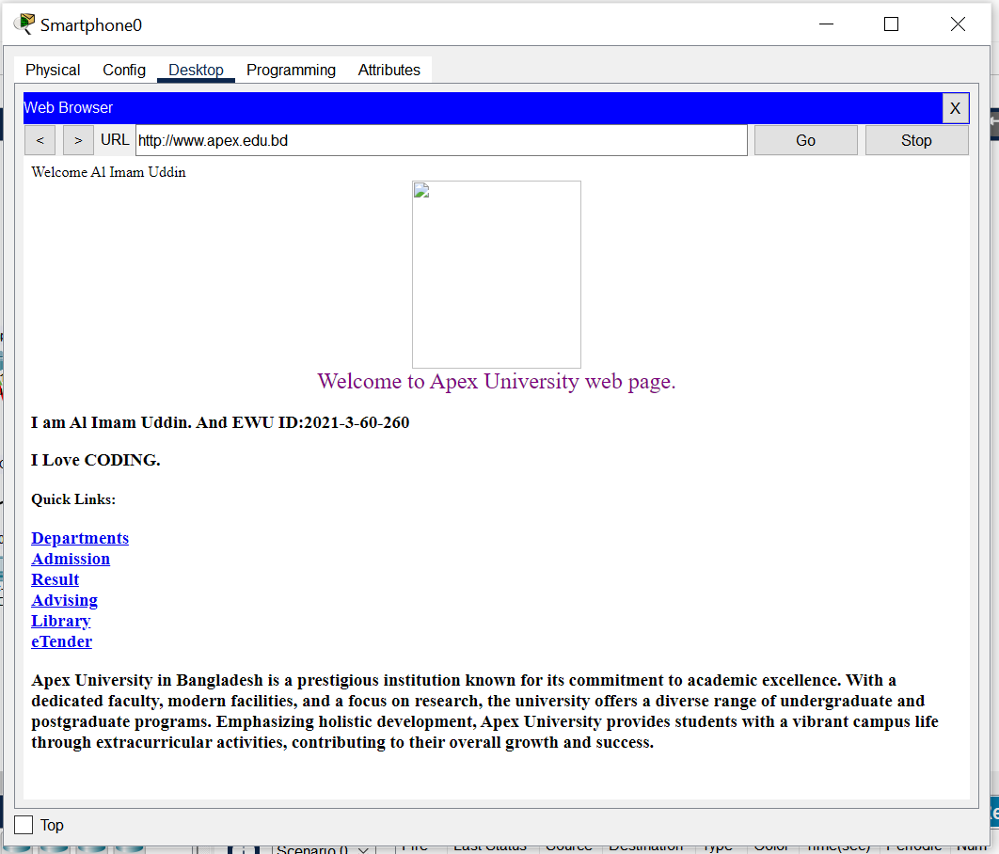 Smartphone0
Physical Config Desktop Programming Attributes
Web Browser X
< > URL http://www.apex.edu.bd Go Stop
Welcome Al Imam Uddin
Welcome to Apex University web page.
I am Al Imam Uddin. And EWU ID:2021-3-60-260
I Love CODING.
Quick Links:
Departments
Admission
Result
Advising
Library
eTender
Apex University in Bangladesh is a prestigious institution known for its commitment to academic excellence. With a
dedicated faculty, modern facilities, and a focus on research, the university offers a diverse range of undergraduate and
postgraduate programs. Emphasizing holistic development, Apex University provides students with a vibrant campus life
through extracurricular activities, contributing to their overall growth and success.
Top
Scenario 0 Fire Last Status Source Destination Type Color Time(sec) Periodic Num